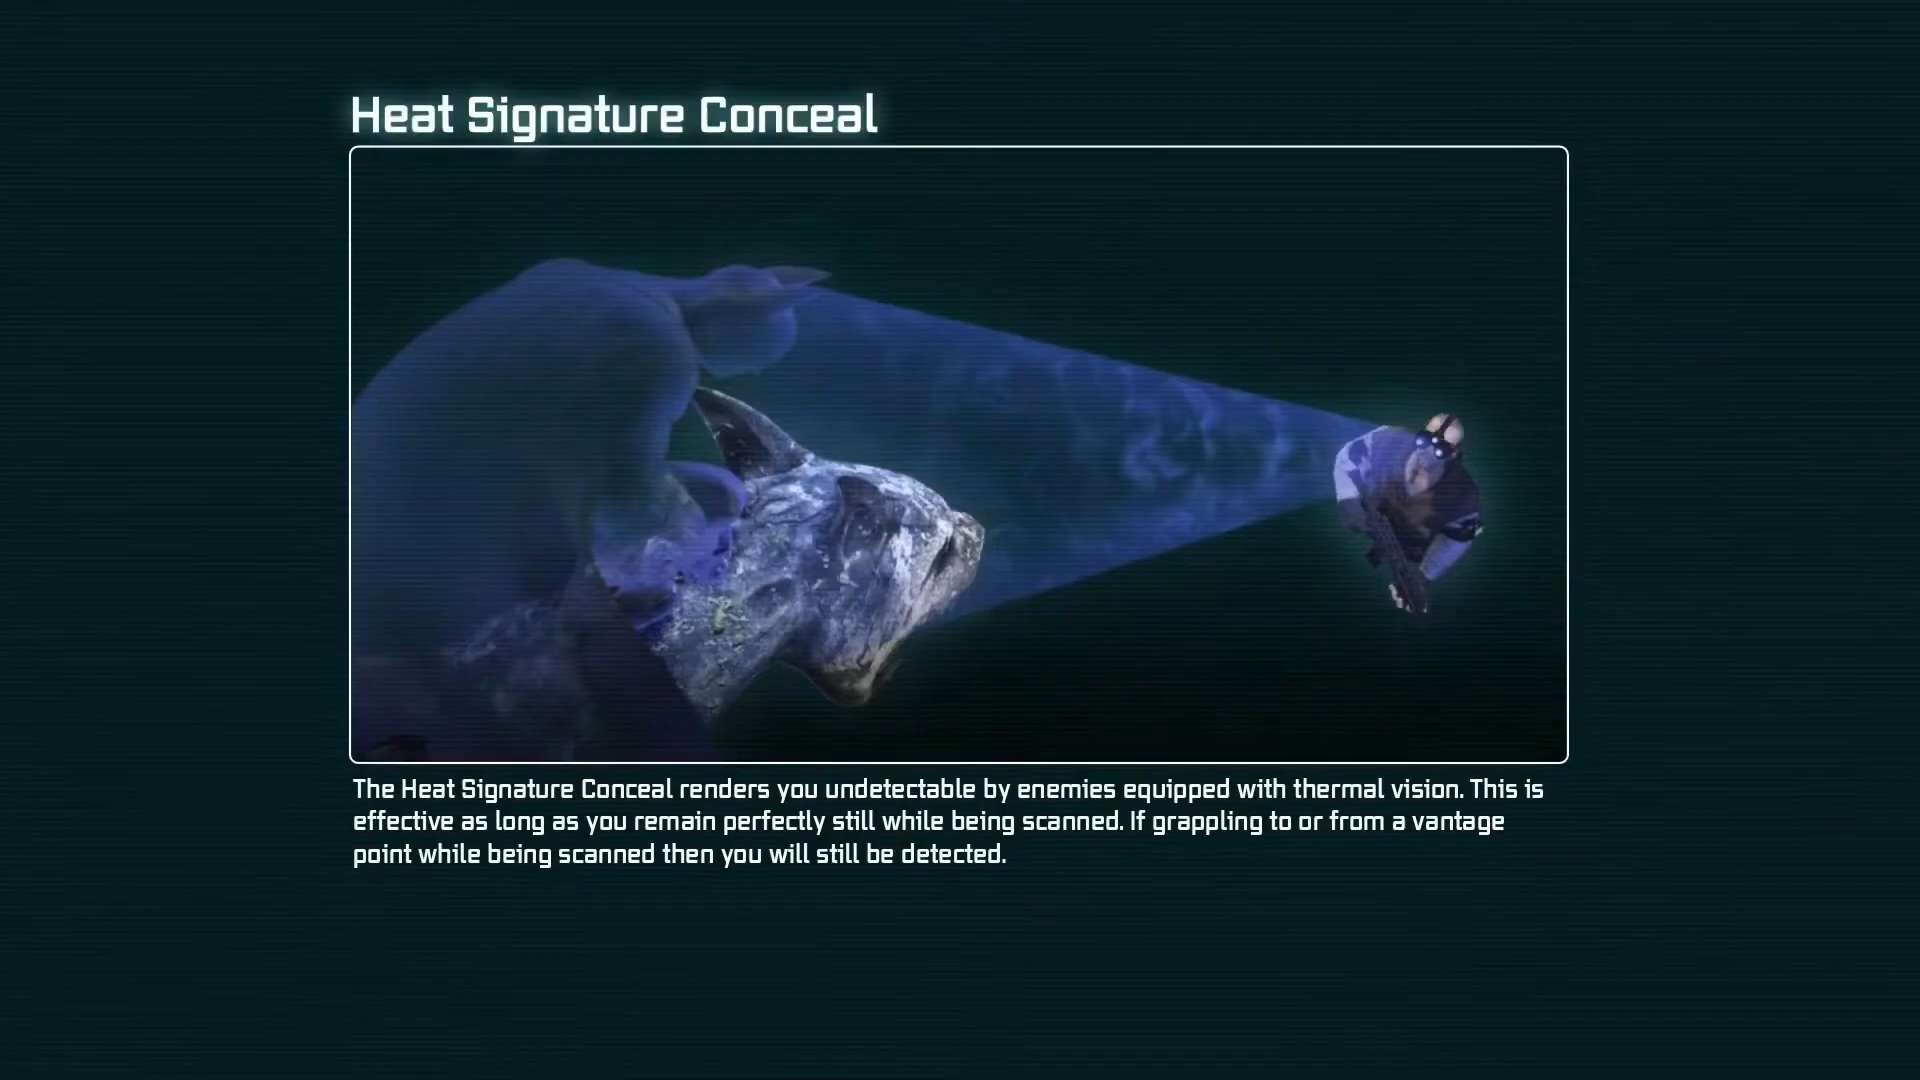 Heat Signature Conceal
The Heat Signature Conceal renders you undetectable by enemies equipped with thermal vision. This is
effective as long as you remain perfectly still while being scanned. If grappling to or from a vantage
point while being scanned then you will still be detected.